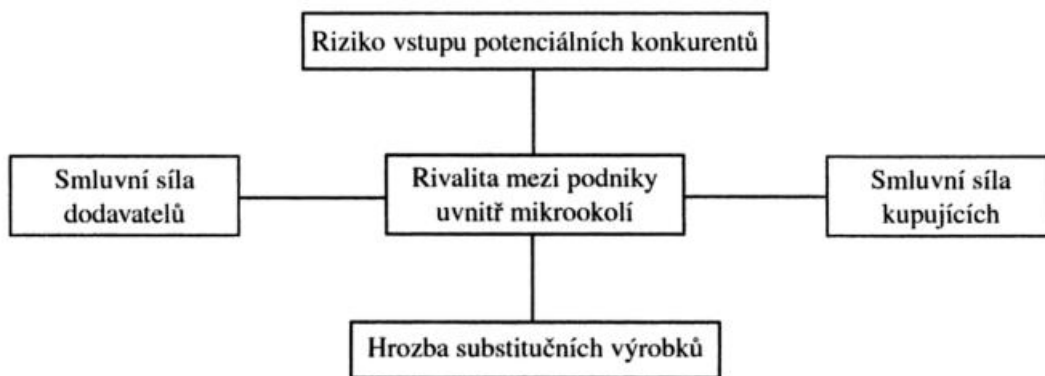 Riziko vstupu potenciálních konkurentů
Smluvní síla
dodavatelů
Rivalita mezi podniky
uvnitř mikrookolí
Smluvní síla
kupujících
Hrozba substitučních výrobků